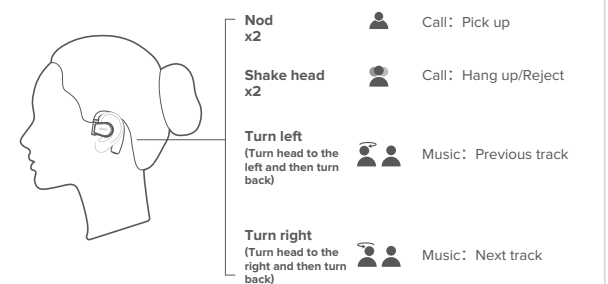 Nod
x2
Call: Pick up
Shake head
x2
Call: Hang up/Reject
Turn left
(Turn head to the
left and then turn
back)
Music: Previous track
Turn right
(Turn head to the
right and then turn
back)
Music: Next track